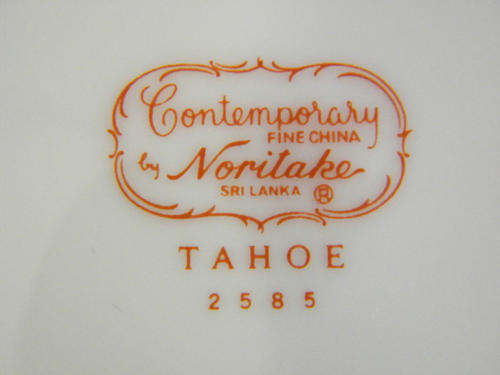 Contemporary
FINE CHINA
by Noritake
SRI LANKA ®
TAHOE
2585